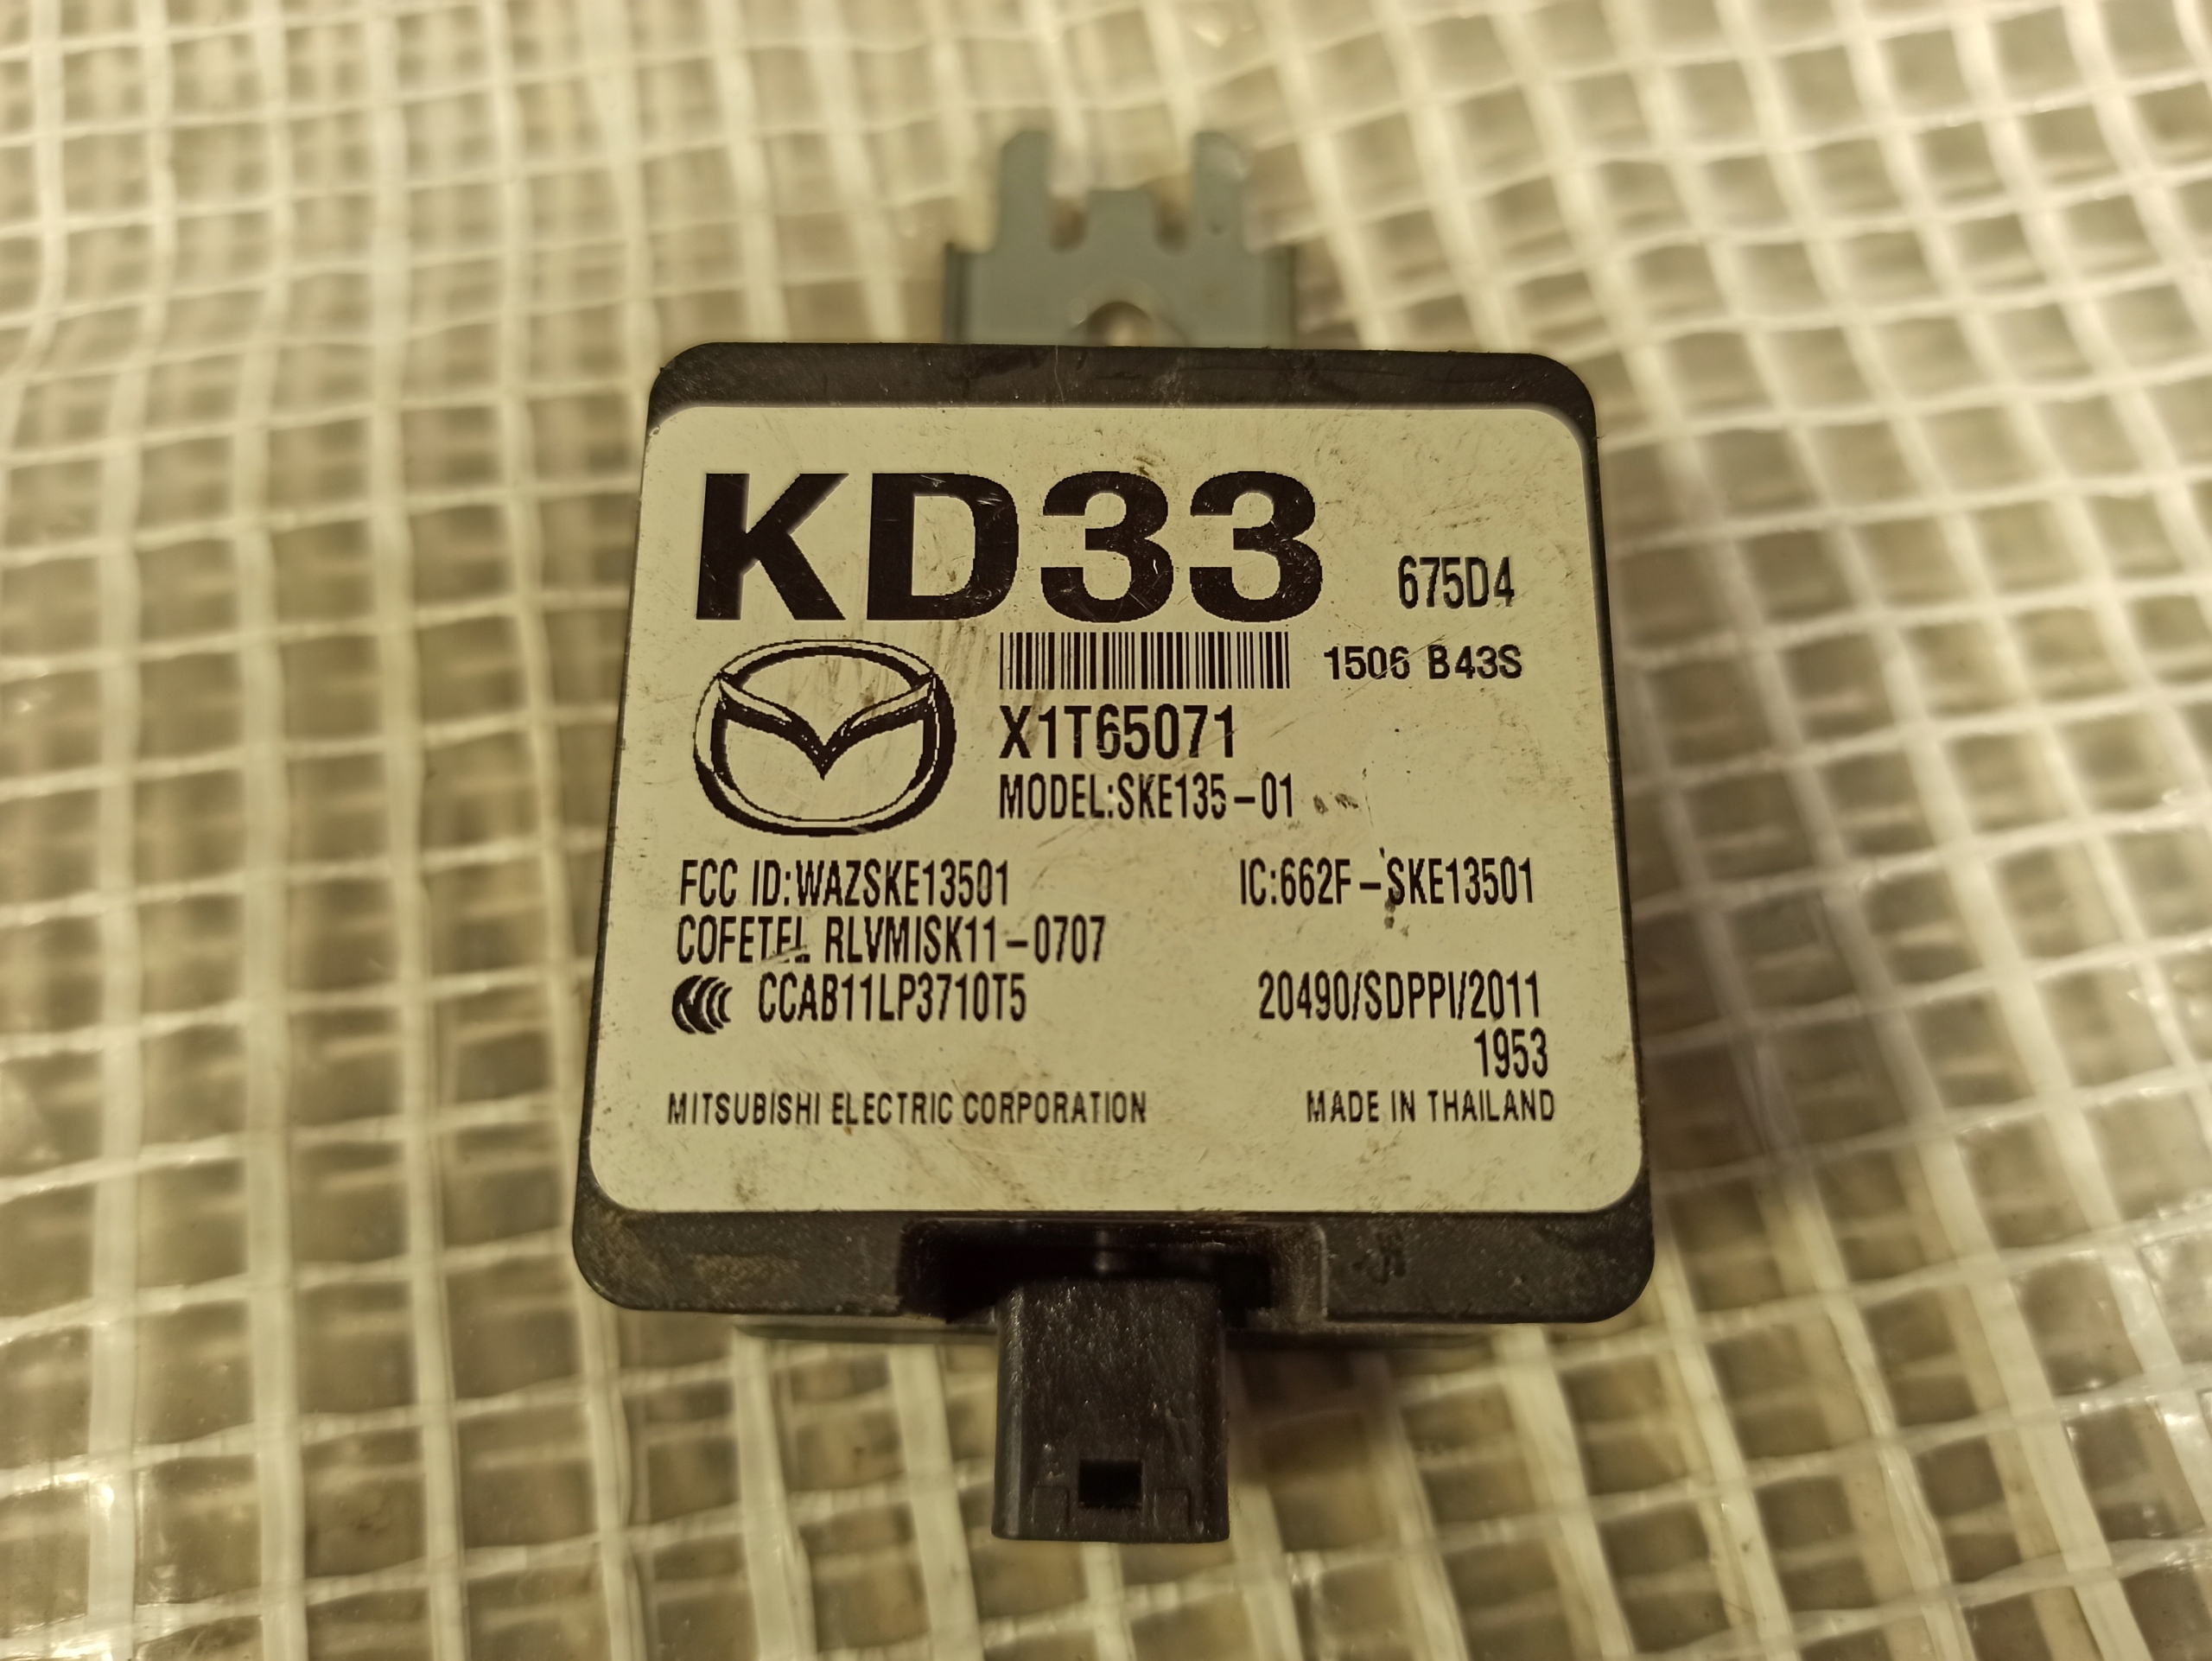 KD33 675D4
1506 B43S
X1T65071
MODEL:SKE135-01
FCC ID:WAZSKE13501 IC:662F-SKE13501
COFETEL RLVMISK11-0707
CCAB11LP3710T5 20490/SDPPI/2011
1953
MITSUBISHI ELECTRIC CORPORATION MADE IN THAILAND